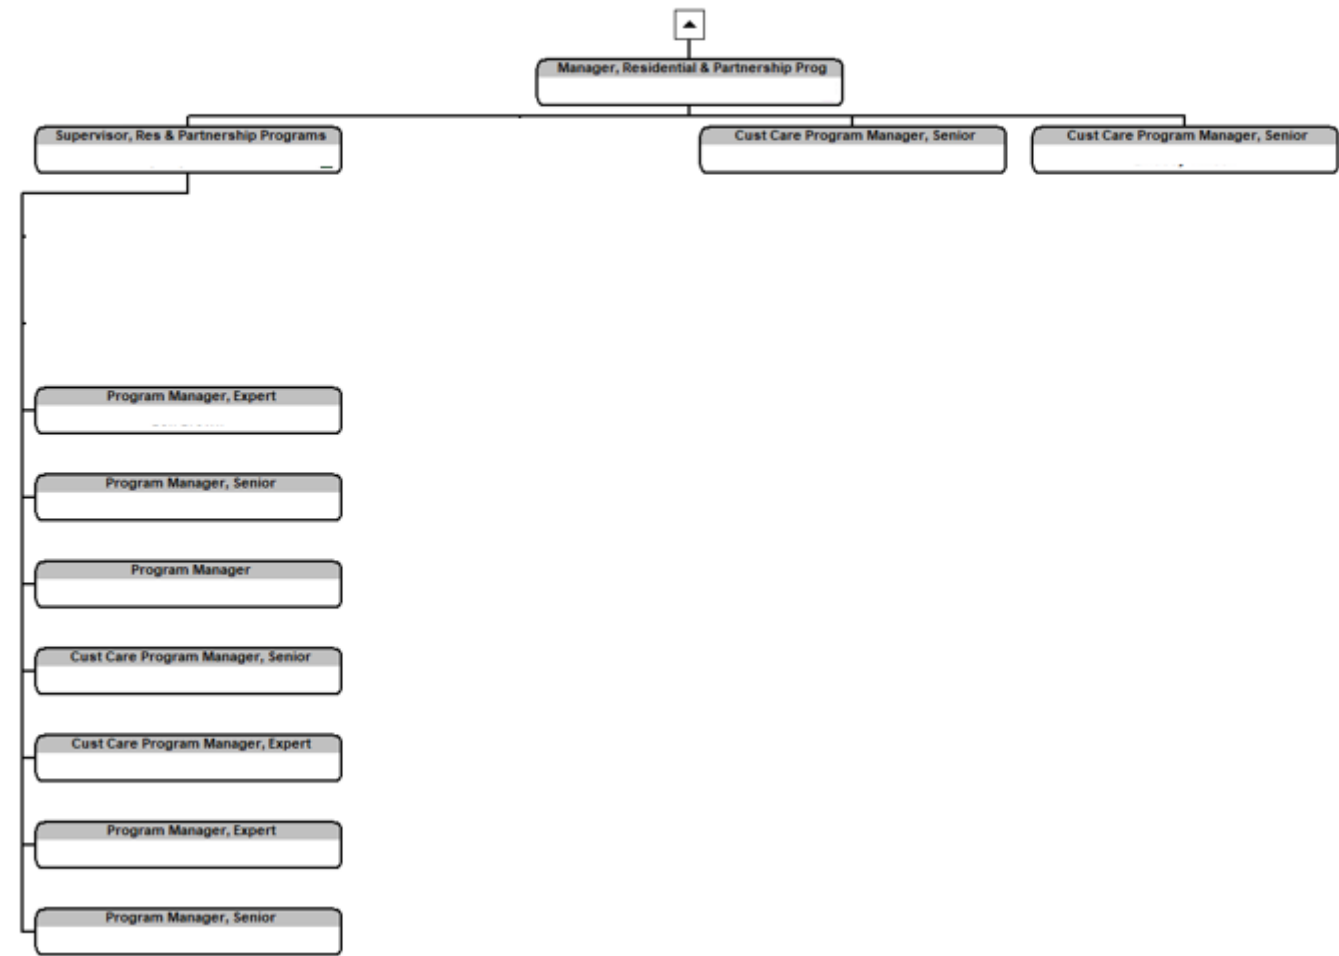 Manager, Residential & Partnership Prog
Supervisor, Res & Partnership Programs
Cust Care Program Manager, Senior
Cust Care Program Manager, Senior
Program Manager, Expert
Program Manager, Senior
Program Manager
Cust Care Program Manager, Senior
Cust Care Program Manager, Expert
Program Manager, Expert
Program Manager, Senior